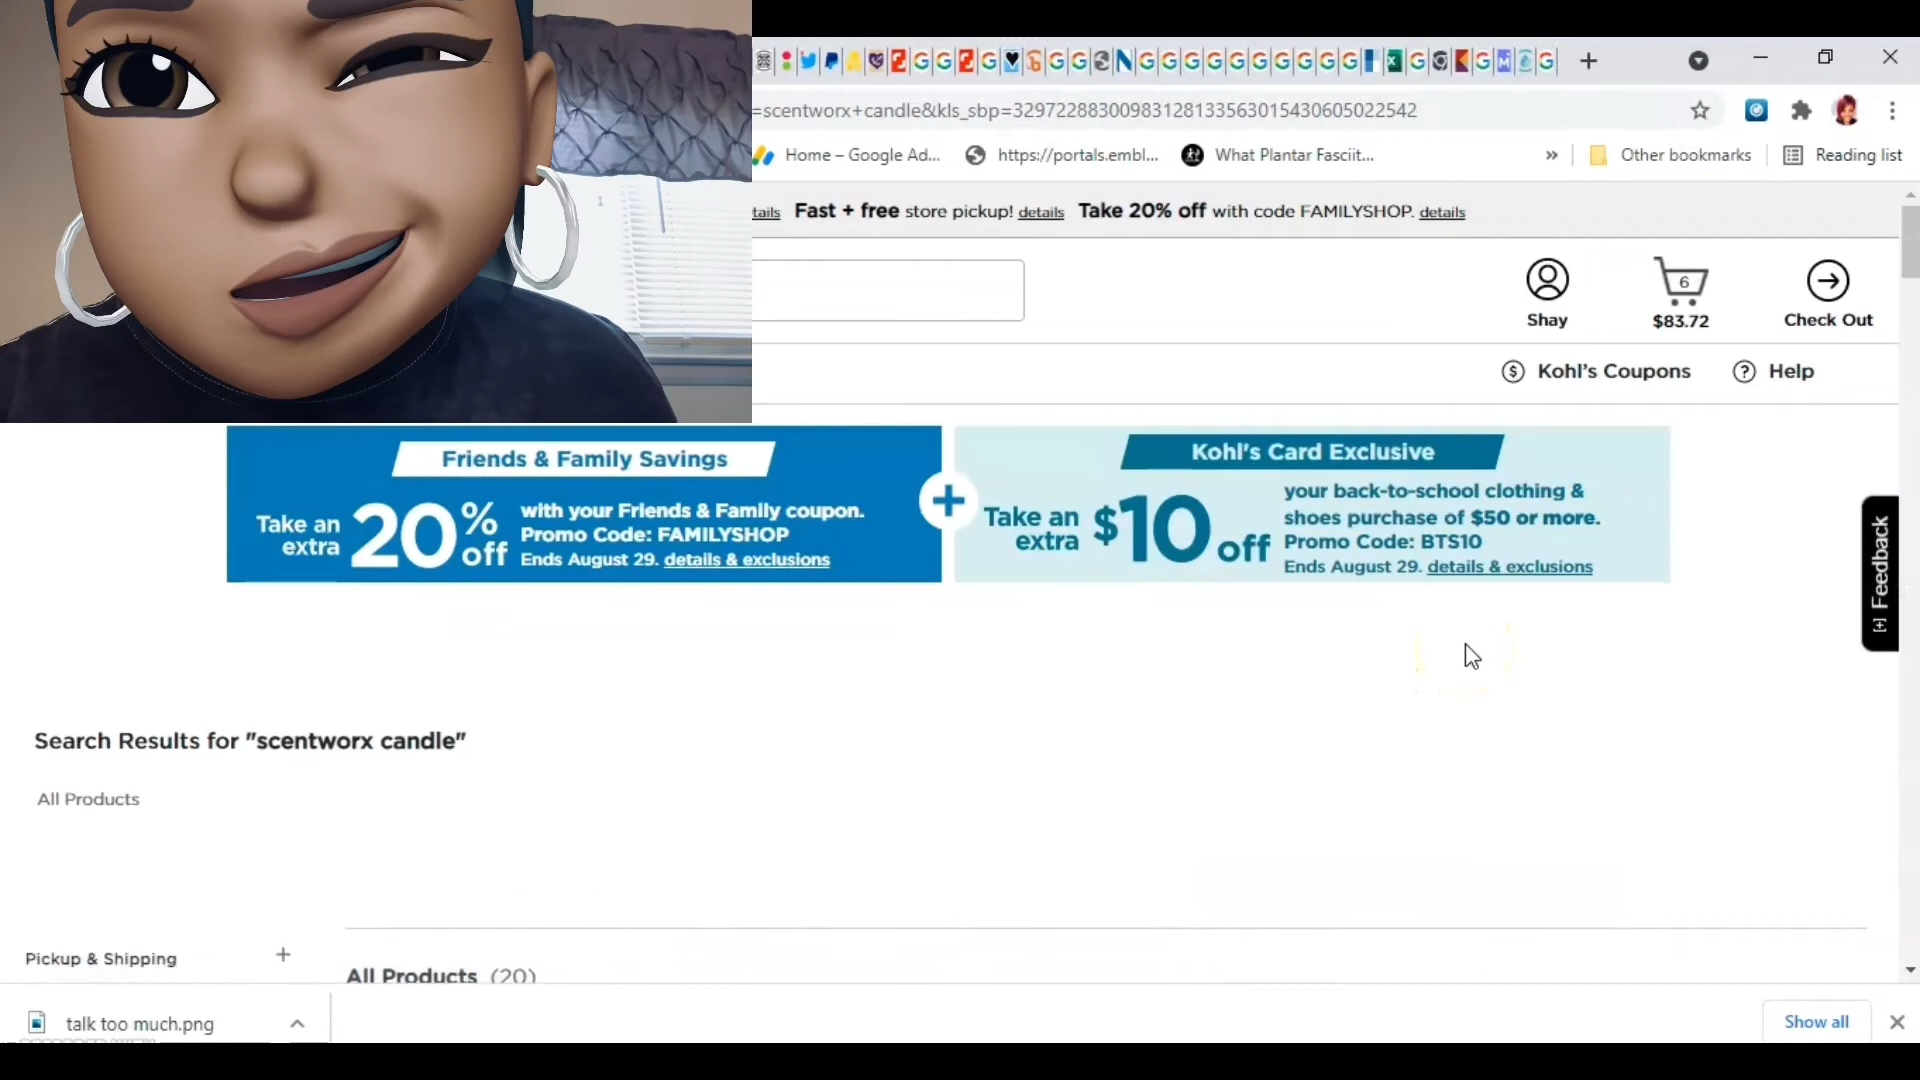 =scentworx+candle&kls_sbp=32972288300983128133563015430605022542
Home – Google Ad... https://portals.embl... What Plantar Fasciit... » Other bookmarks Reading list
tails Fast + free store pickup! details Take 20% off with code FAMILYSHOP. details
6
Shay $83.72 Check Out
Kohl's Coupons Help
Friends & Family Savings
Take an extra 20% off
with your Friends & Family coupon.
Promo Code: FAMILYSHOP
Ends August 29. details & exclusions
+
Kohl's Card Exclusive
Take an extra $10 off
your back-to-school clothing &
shoes purchase of $50 or more.
Promo Code: BTS10
Ends August 29. details & exclusions
[+] Feedback
Search Results for "scentworx candle"
All Products
Pickup & Shipping +
All Products (20)
talk too much.png
Show all